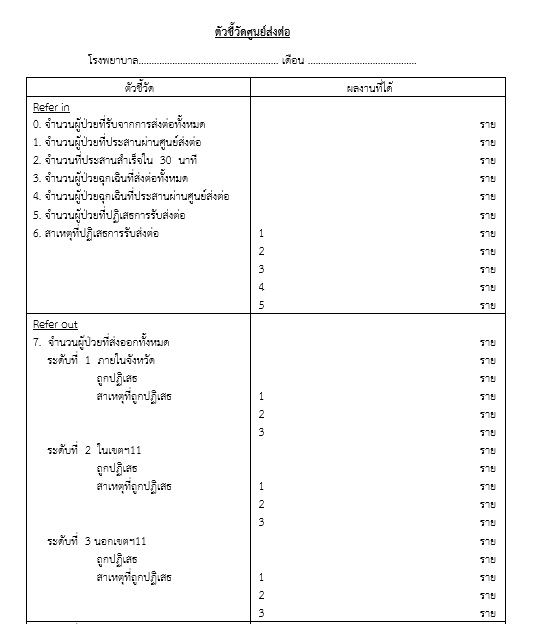 ตัวชี้วัดศูนย์ส่งต่อ
โรงพยาบาล........................................................ เดือน ............................................
ตัวชี้วัด ผลงานที่ได้
Refer in
0. จำนวนผู้ป่วยที่รับจากการส่งต่อทั้งหมด ราย
1. จำนวนผู้ป่วยที่ประสานผ่านศูนย์ส่งต่อ ราย
2. จำนวนที่ประสานสำเร็จใน 30 นาที ราย
3. จำนวนผู้ป่วยฉุกเฉินที่ส่งต่อทั้งหมด ราย
4. จำนวนผู้ป่วยฉุกเฉินที่ประสานผ่านศูนย์ส่งต่อ ราย
5. จำนวนผู้ป่วยที่ปฏิเสธการรับส่งต่อ ราย
6. สาเหตุที่ปฏิเสธการรับส่งต่อ 1 ราย
2 ราย
3 ราย
4 ราย
5 ราย
Refer out
7. จำนวนผู้ป่วยที่ส่งออกทั้งหมด ราย
ระดับที่ 1 ภายในจังหวัด ราย
ถูกปฏิเสธ ราย
สาเหตุที่ถูกปฏิเสธ 1 ราย
2 ราย
3 ราย
ระดับที่ 2 ในเขตฯ11 ราย
ถูกปฏิเสธ ราย
สาเหตุที่ถูกปฏิเสธ 1 ราย
2 ราย
3 ราย
ระดับที่ 3 นอกเขตฯ11 ราย
ถูกปฏิเสธ ราย
สาเหตุที่ถูกปฏิเสธ 1 ราย
2 ราย
3 ราย